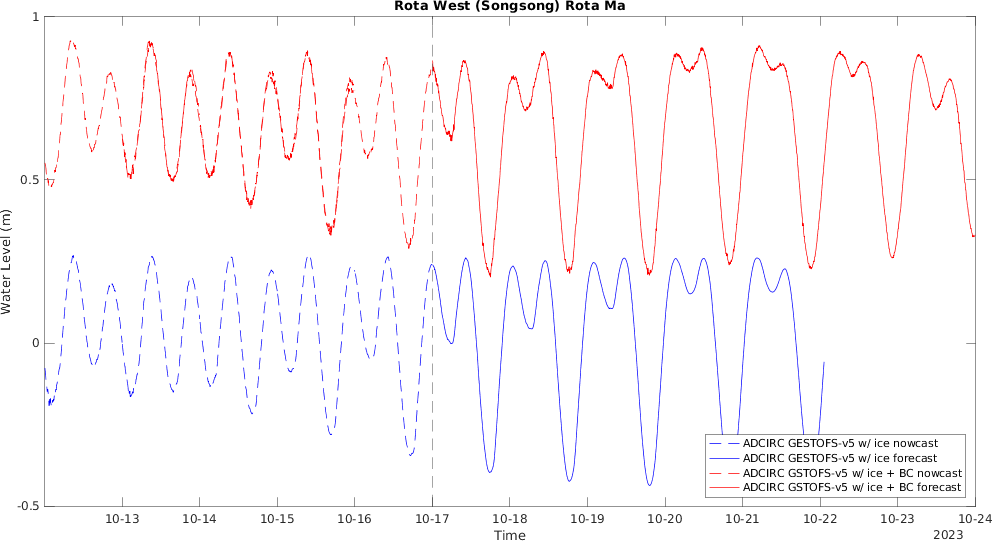 Rota West (Songsong) Rota Ma
Water Level (m)
1
0.5
0
-0.5
10-13
10-14
10-15
10-16
10-17
10-18
10-19
10-20
10-21
10-22
10-23
10-24
Time
2023
ADCIRC GESTOFS-v5 w/ ice nowcast
ADCIRC GESTOFS-v5 w/ ice forecast
ADCIRC GSTOFS-v5 w/ ice + BC nowcast
ADCIRC GSTOFS-v5 w/ ice + BC forecast